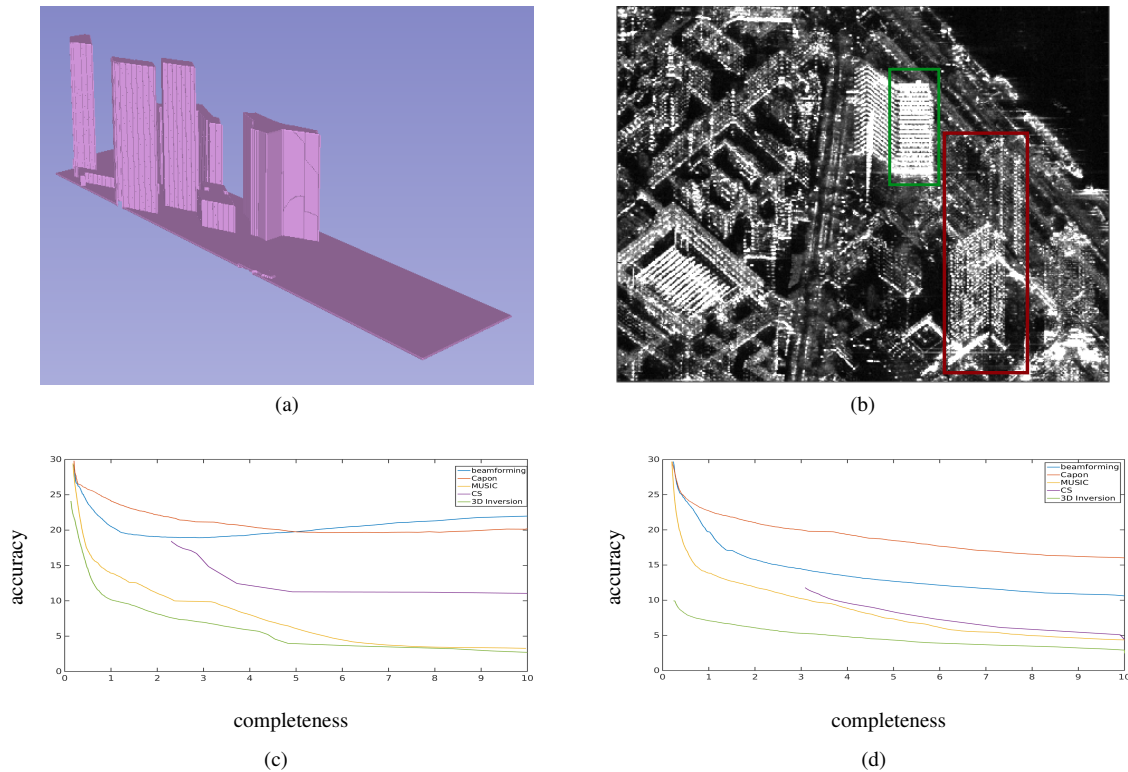 (a)
(b)
30
25
20
15
10
5
0
0 1 2 3 4 5 6 7 8 9 10
accuracy
completeness
beamforming
Capon
MUSIC
CS
3D Inversion
(c)
30
25
20
15
10
5
0
0 1 2 3 4 5 6 7 8 9 10
accuracy
completeness
beamforming
Capon
MUSIC
CS
3D Inversion
(d)